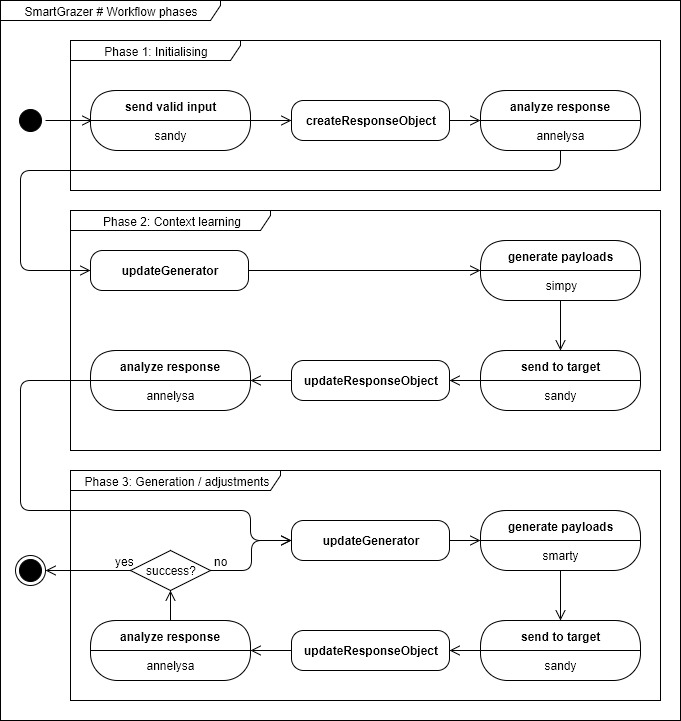 SmartGrazer # Workflow phases
Phase 1: Initialising
send valid input
sandy
createResponseObject
analyze response
annelysa
Phase 2: Context learning
updateGenerator
generate payloads
simpy
analyze response
annelysa
updateResponseObject
send to target
sandy
Phase 3: Generation / adjustments
updateGenerator
generate payloads
smarty
yes
success?
no
analyze response
annelysa
updateResponseObject
send to target
sandy